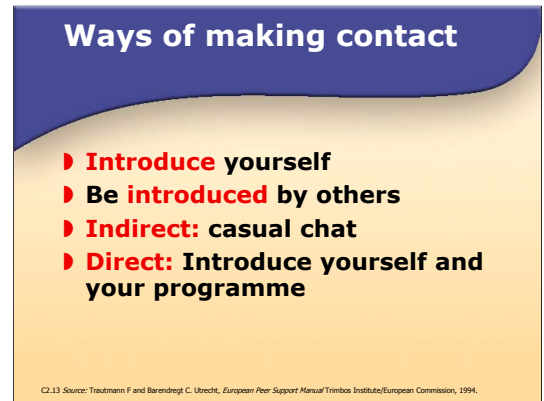 Ways of making contact
Introduce yourself
Be introduced by others
Indirect: casual chat
Direct: Introduce yourself and
your programme
C2.13 Source: Trautmann F and Barendregt C. Utrecht, European Peer Support Manual Trimbos Institute/European Commission, 1994.